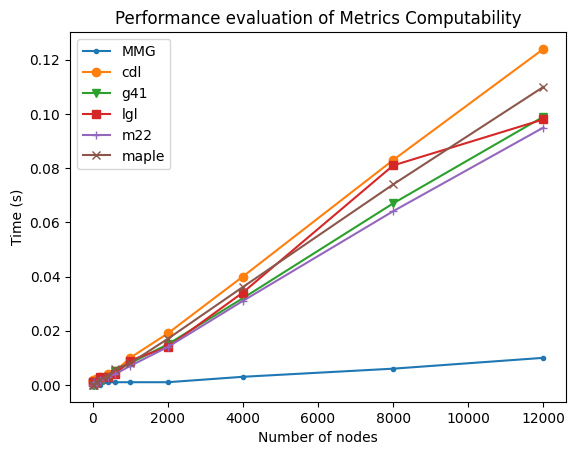 Performance evaluation of Metrics Computability
MMG
cdl
g41
lgl
m22
maple
0.12
0.10
0.08
0.06
0.04
0.02
0.00
Time (s)
0 2000 4000 6000 8000 10000 12000
Number of nodes